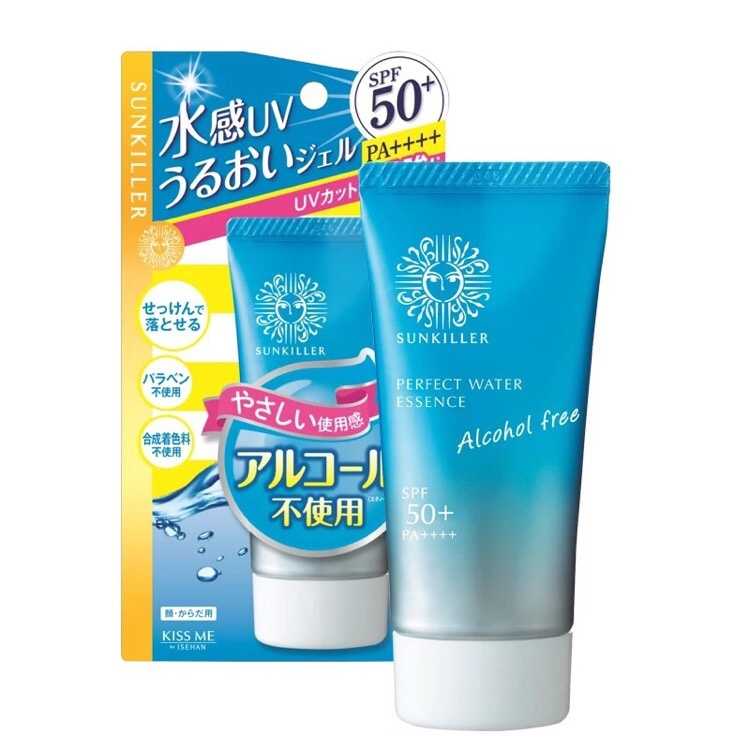 SUNKILLER
水感UV
うるおいジェル
SPF
50+
PA++++
UVカット
せっけんで
落とせる
パラベン
不使用
合成着色料
不使用
SUNKILLER
やさしい使用感
アルコール
不使用
顔・からだ用
KISS ME
by ISEHAN
SUNKILLER
PERFECT WATER
ESSENCE
Alcohol free
SPF
50+
PA++++